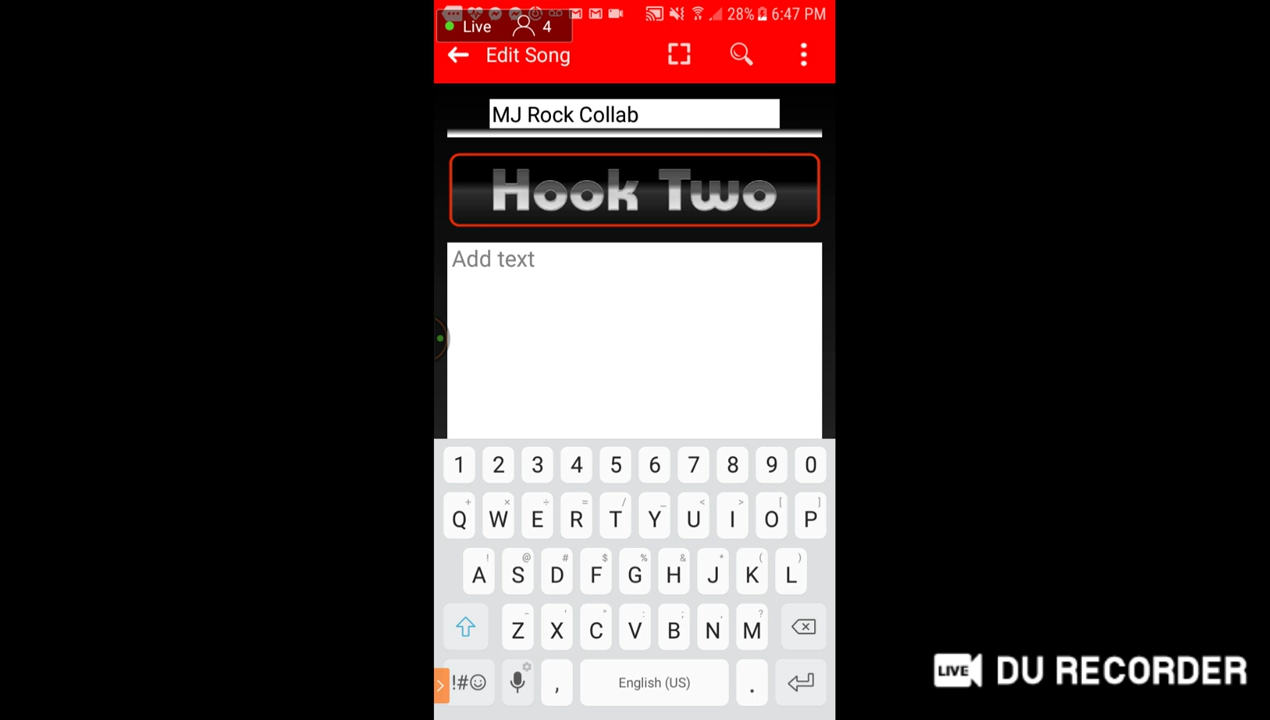 28% 6:47 PM
Live 4
Edit Song
MJ Rock Collab
Hook Two
Add text
1 2 3 4 5 6 7 8 9 0
+ × ÷ = / _ < > [ ]
Q W E R T Y U I O P
! @ # $ % & * ( )
A S D F G H J K L
- ' " : ; , ?
Z X C V B N M
!#☺ , English (US) .
LIVE DU RECORDER